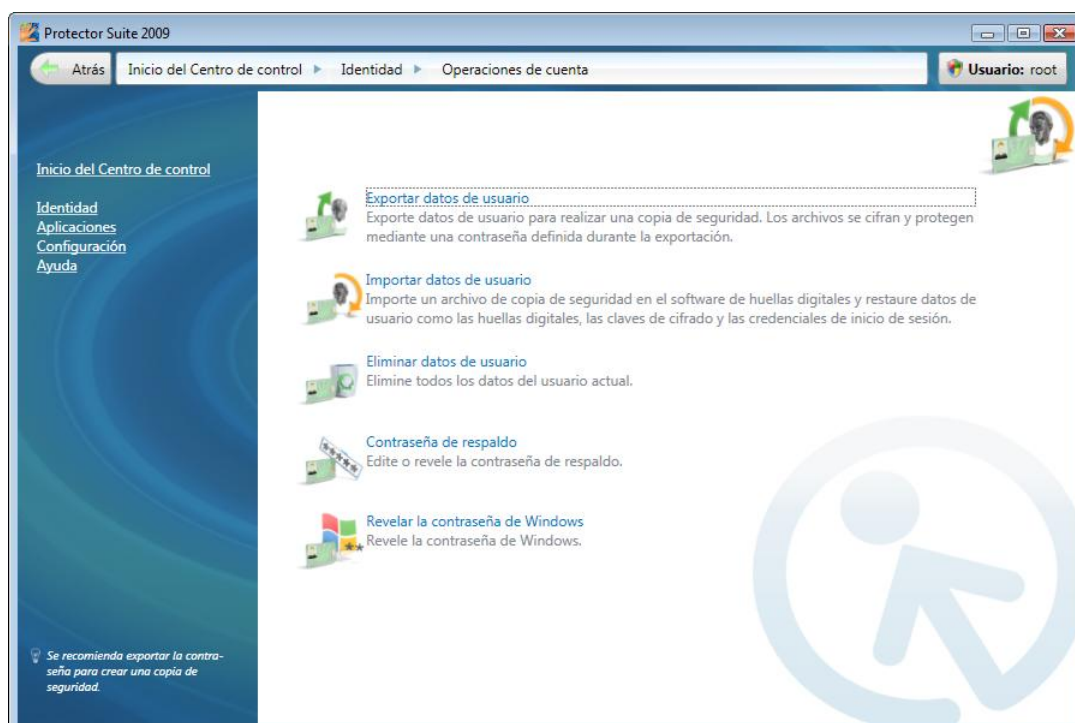 Protector Suite 2009
Atrás
Inicio del Centro de control
Identidad
Operaciones de cuenta
Usuario: root
Inicio del Centro de control
Identidad
Aplicaciones
Configuración
Ayuda
Exportar datos de usuario
Exporte datos de usuario para realizar una copia de seguridad. Los archivos se cifran y protegen
mediante una contraseña definida durante la exportación.
Importar datos de usuario
Importe un archivo de copia de seguridad en el software de huellas digitales y restaure datos de
usuario como las huellas digitales, las claves de cifrado y las credenciales de inicio de sesión.
Eliminar datos de usuario
Elimine todos los datos del usuario actual.
Contraseña de respaldo
Edite o revele la contraseña de respaldo.
Revelar la contraseña de Windows
Revele la contraseña de Windows.
Se recomienda exportar la contra-
seña para crear una copia de
seguridad.